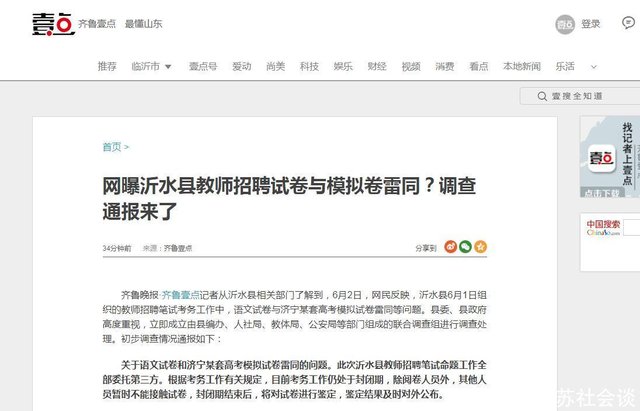 壹点 齐鲁壹点 最懂山东
壹点 登录
推荐 临沂市 壹点号 爱动 尚美 科技 娱乐 财经 视频 消费 看点 本地新闻 乐活
壹搜全知道
首页 >
网曝沂水县教师招聘试卷与模拟卷雷同？调查
通报来了
34分钟前 来源：齐鲁壹点 分享到
齐鲁晚报·齐鲁壹点记者从沂水县相关部门了解到，6月2日，网民反映，沂水县6月1日组
织的教师招聘笔试考务工作中，语文试卷与济宁某套高考模拟试卷雷同等问题。县委、县政府
高度重视，立即成立由县编办、人社局、教体局、公安局等部门组成的联合调查组进行调查处
理。初步调查情况通报如下：
关于语文试卷和济宁某套高考模拟试卷雷同的问题。此次沂水县教师招聘笔试命题工作全
部委托第三方。根据考务工作有关规定，目前考务工作仍处于封闭期，除阅卷人员外，其他人
员暂时不能接触试卷，封闭期结束后，将对试卷进行鉴定，鉴定结果及时对外公布。
找记者上壹点
壹点
点击下载
中国搜索
ChinaSo.com
苏社会谈